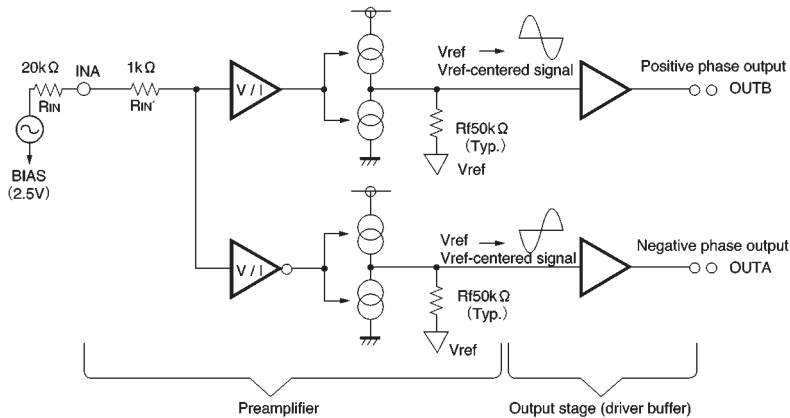 20kΩ INA 1kΩ
RIN RIN'
BIAS
(2.5V)
V / I
Vref
Vref-centered signal
Rf50kΩ
(Typ.)
Vref
Positive phase output
OUTB
V / I
Vref
Vref-centered signal
Rf50kΩ
(Typ.)
Vref
Negative phase output
OUTA
Preamplifier
Output stage (driver buffer)